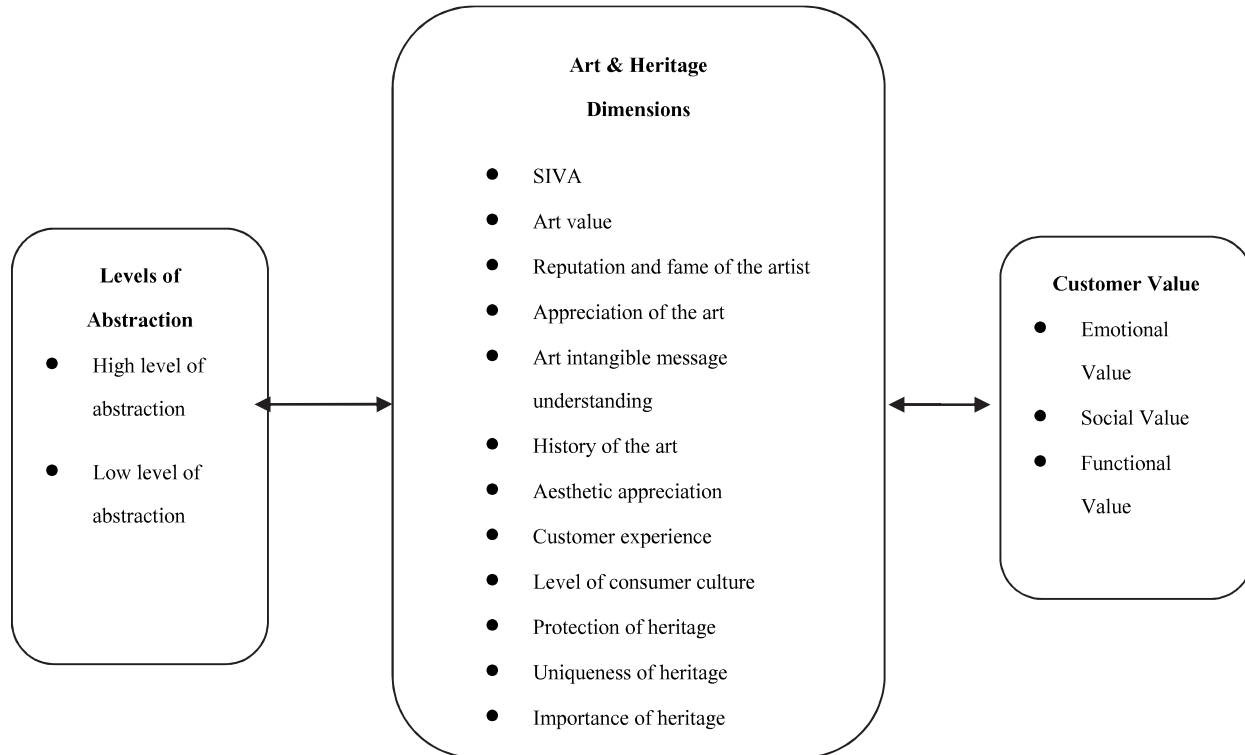 Levels of
Abstraction
● High level of
abstraction
● Low level of
abstraction
Art & Heritage
Dimensions
● SIVA
● Art value
● Reputation and fame of the artist
● Appreciation of the art
● Art intangible message
understanding
● History of the art
● Aesthetic appreciation
● Customer experience
● Level of consumer culture
● Protection of heritage
● Uniqueness of heritage
● Importance of heritage
Customer Value
● Emotional
Value
● Social Value
● Functional
Value